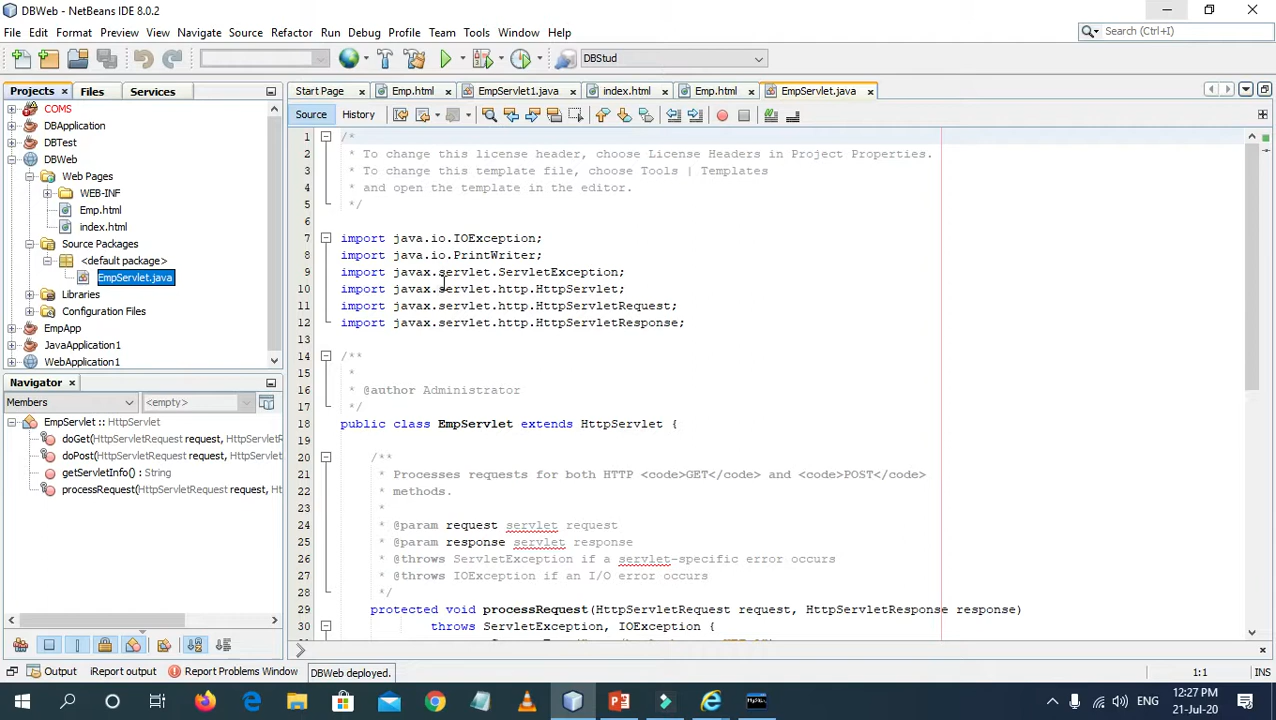 DBWeb - NetBeans IDE 8.0.2
File Edit Format Preview View Navigate Source Refactor Run Debug Profile Team Tools Window Help
Search (Ctrl+I)
DBStud
Projects Files Services
Start Page Emp.html EmpServlet1.java index.html Emp.html EmpServlet.java
Source History
COMS
DBApplication
DBTest
DBWeb
Web Pages
WEB-INF
Emp.html
index.html
Source Packages
<default package>
EmpServlet.java
Libraries
Configuration Files
EmpApp
JavaApplication1
WebApplication1
Navigator
Members <empty>
EmpServlet :: HttpServlet
doGet(HttpServletRequest request, HttpServl
doPost(HttpServletRequest request, HttpServ
getServletInfo() : String
processRequest(HttpServletRequest request, H
1 /*
2 * To change this license header, choose License Headers in Project Properties.
3 * To change this template file, choose Tools | Templates
4 * and open the template in the editor.
5 */
6
7 import java.io.IOException;
8 import java.io.PrintWriter;
9 import javax.servlet.ServletException;
10 import javax.servlet.http.HttpServlet;
11 import javax.servlet.http.HttpServletRequest;
12 import javax.servlet.http.HttpServletResponse;
13
14 /**
15 *
16 * @author Administrator
17 */
18 public class EmpServlet extends HttpServlet {
19
20 /**
21 * Processes requests for both HTTP <code>GET</code> and <code>POST</code>
22 * methods.
23 *
24 * @param request servlet request
25 * @param response servlet response
26 * @throws ServletException if a servlet-specific error occurs
27 * @throws IOException if an I/O error occurs
28 */
29 protected void processRequest(HttpServletRequest request, HttpServletResponse response)
30 throws ServletException, IOException {
Output iReport output Report Problems Window DBWeb deployed. 1:1 INS
12:27 PM
21-Jul-20